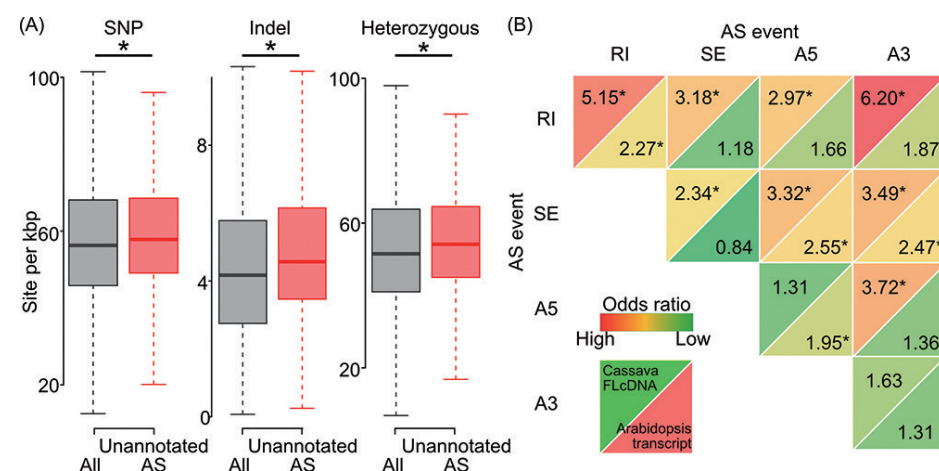 (A)
SNP
*
Indel
*
Heterozygous
*
Site per kbp
100
60
20
8
4
0
100
60
20
All
Unannotated
AS
All
Unannotated
AS
All
Unannotated
AS
(B)
AS event
RI SE A5 A3
AS event
RI
5.15* 3.18* 2.97* 6.20*
2.27* 1.18 1.66 1.87
SE
2.34* 3.32* 3.49*
0.84 2.55* 2.47*
A5
1.31 3.72*
1.95* 1.36
A3
1.63
1.31
Odds ratio
High Low
Cassava
FLcDNA
Arabidopsis
transcript